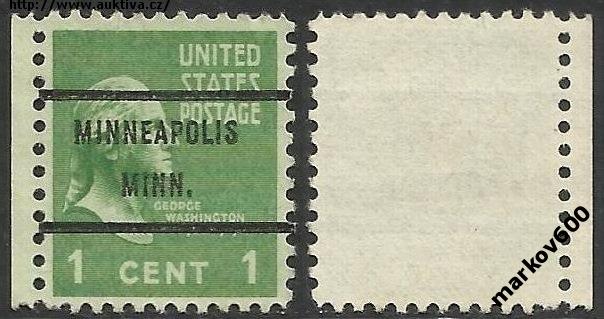 http://www.auktiva.cz/
UNITED
STATES
POSTAGE
MINNEAPOLIS
MINN.
GEORGE
WASHINGTON
1 CENT 1
markov600